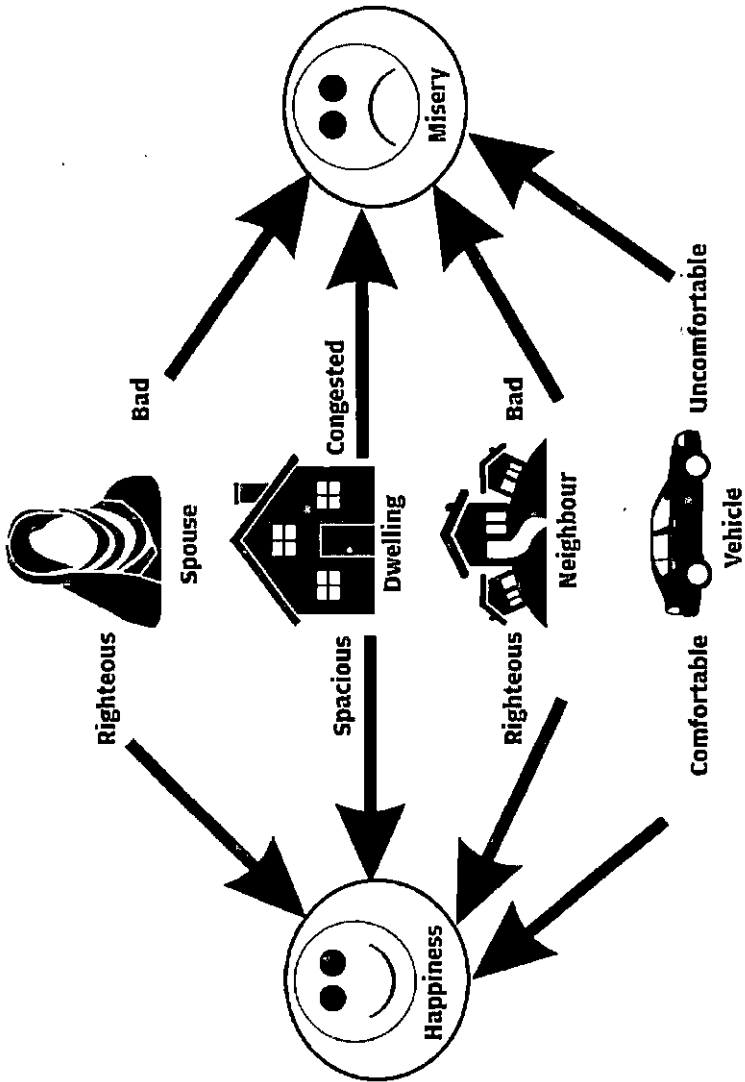 Righteous
Bad
Spouse
Spacious
Congested
Dwelling
Happiness
Misery
Righteous
Bad
Neighbour
Comfortable
Uncomfortable
Vehicle